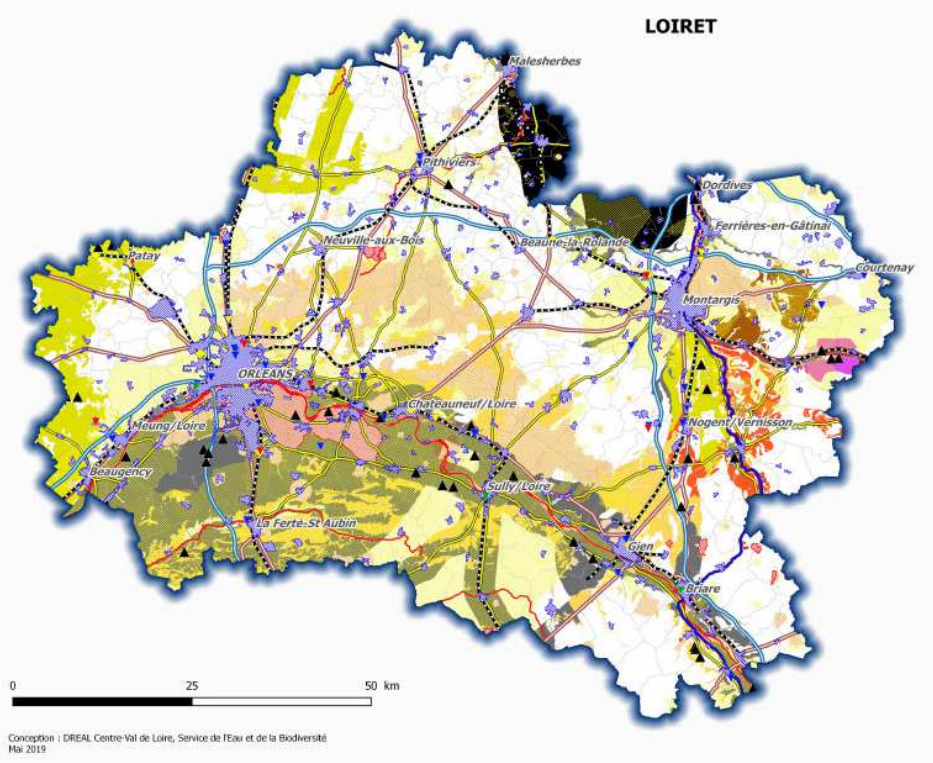 LOIRET
Malesherbes
Pithiviers
Dordives
Ferrières-en-Gâtinai
Neuville-aux-Bois
Beaune-la-Rolande
Patay
Courtenay
Montargis
ORLEANS
Chateauneuf/Loire
Meung/Loire
Nogent/Vernisson
Beaugency
Sully/Loire
La Ferté-St Aubin
Gien
Briare
0 25 50 km
Conception : DREAL Centre-Val de Loire, Service de l'Eau et de la Biodiversité
Mai 2019